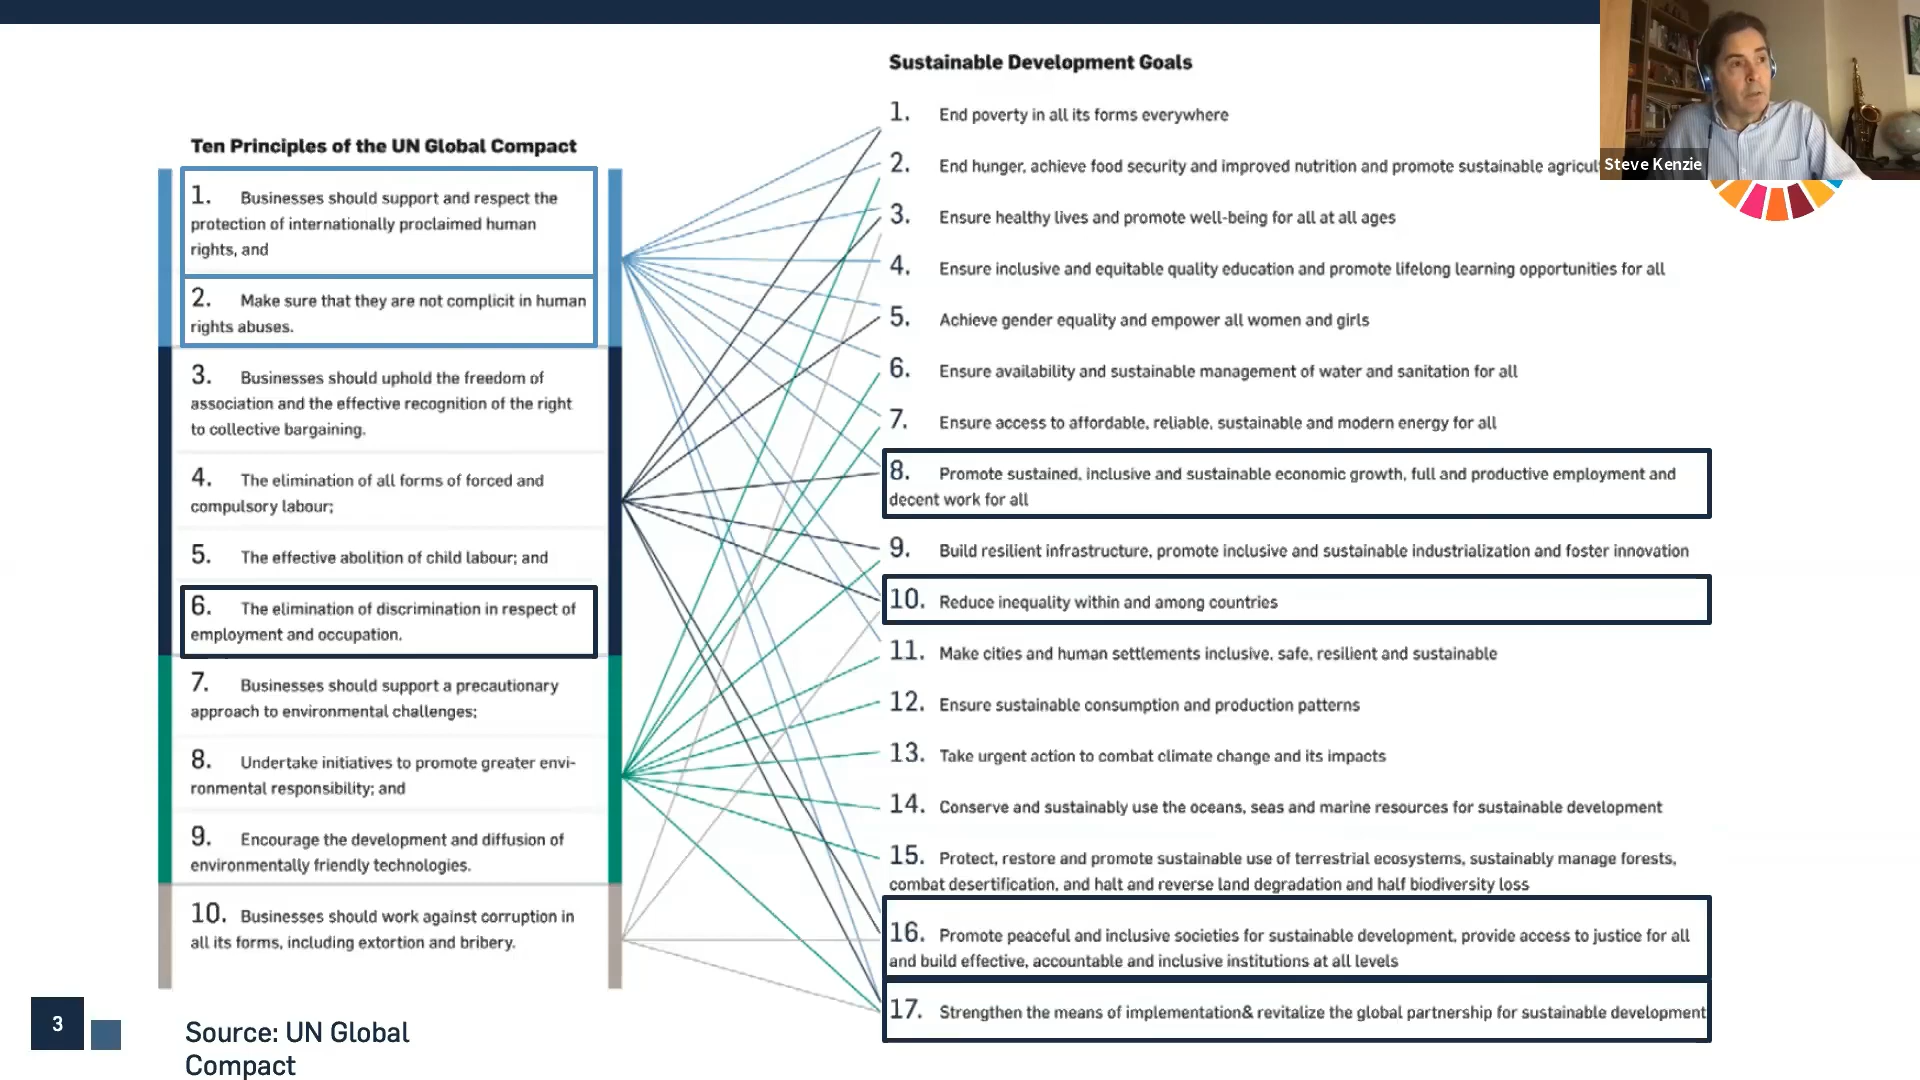 Sustainable Development Goals
1. End poverty in all its forms everywhere
2. End hunger, achieve food security and improved nutrition and promote sustainable
3. Ensure healthy lives and promote well-being for all at all ages
4. Ensure inclusive and equitable quality education and promote lifelong learning opportunities for all
5. Achieve gender equality and empower all women and girls
6. Ensure availability and sustainable management of water and sanitation for all
7. Ensure access to affordable, reliable, sustainable and modern energy for all
8. Promote sustained, inclusive and sustainable economic growth, full and productive employment and
decent work for all
9. Build resilient infrastructure, promote inclusive and sustainable industrialization and foster innovation
10. Reduce inequality within and among countries
11. Make cities and human settlements inclusive, safe, resilient and sustainable
12. Ensure sustainable consumption and production patterns
13. Take urgent action to combat climate change and its impacts
14. Conserve and sustainably use the oceans, seas and marine resources for sustainable development
15. Protect, restore and promote sustainable use of terrestrial ecosystems, sustainably manage forests,
combat desertification, and halt and reverse land degradation and half biodiversity loss
16. Promote peaceful and inclusive societies for sustainable development, provide access to justice for all
and build effective, accountable and inclusive institutions at all levels
17. Strengthen the means of implementation& revitalize the global partnership for sustainable development
Ten Principles of the UN Global Compact
1. Businesses should support and respect the
protection of internationally proclaimed human
rights, and
2. Make sure that they are not complicit in human
rights abuses.
3. Businesses should uphold the freedom of
association and the effective recognition of the right
to collective bargaining.
4. The elimination of all forms of forced and
compulsory labour;
5. The effective abolition of child labour; and
6. The elimination of discrimination in respect of
employment and occupation.
7. Businesses should support a precautionary
approach to environmental challenges;
8. Undertake initiatives to promote greater envi-
ronmental responsibility; and
9. Encourage the development and diffusion of
environmentally friendly technologies.
10. Businesses should work against corruption in
all its forms, including extortion and bribery.
Steve Kenzie
3
Source: UN Global
Compact